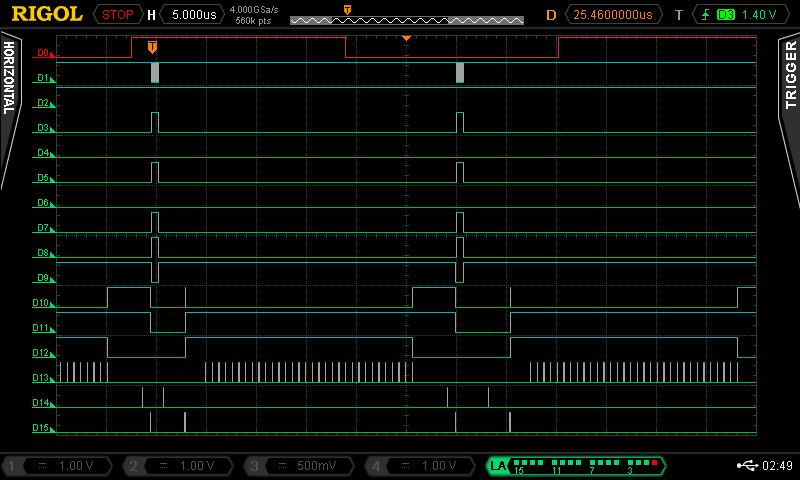 RIGOL STOP H 5.000us 4.000GSa/s 560k pts T D 25.4600000us T D3 1.40 V
HORIZONTAL
TRIGGER
T
D0
D1
D2
D3
D4
D5
D6
D7
D8
D9
D10
D11
D12
D13
D14
D15
1 = 1.00 V 2 = 1.00 V 3 = 500mV 4 = 1.00 V LA 15 11 7 3 02:49